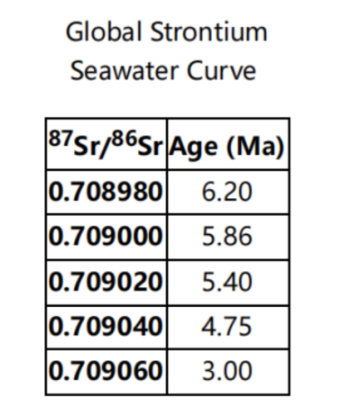 Global Strontium
Seawater Curve
⁸⁷Sr/⁸⁶Sr Age (Ma)
0.708980 6.20
0.709000 5.86
0.709020 5.40
0.709040 4.75
0.709060 3.00